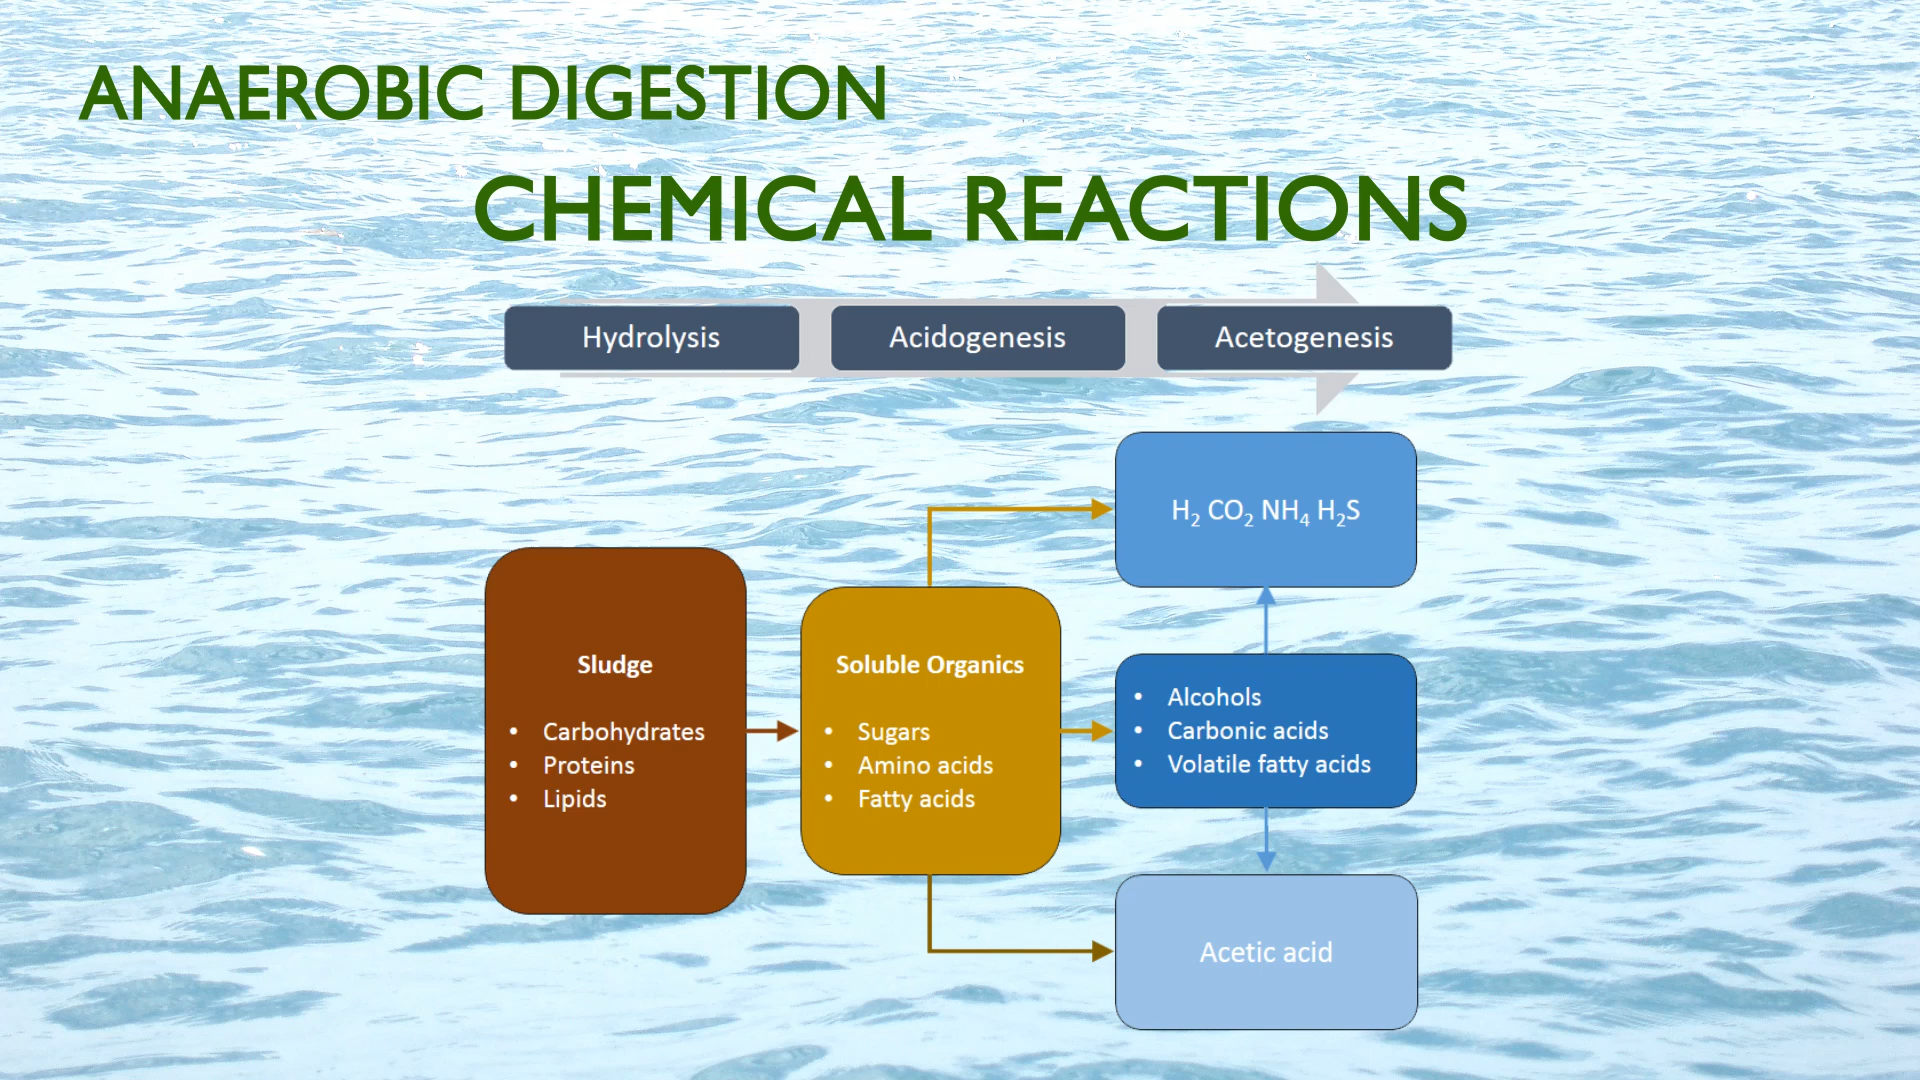 ANAEROBIC DIGESTION
CHEMICAL REACTIONS
Hydrolysis
Acidogenesis
Acetogenesis
H₂ CO₂ NH₄ H₂S
Sludge
• Carbohydrates
• Proteins
• Lipids
Soluble Organics
• Sugars
• Amino acids
• Fatty acids
• Alcohols
• Carbonic acids
• Volatile fatty acids
Acetic acid